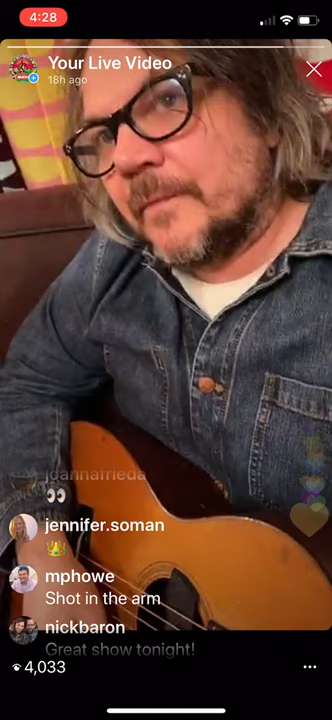 4:28
Your Live Video
18h ago
joannafrieda
👀
jennifer.soman
👑
mphowe
Shot in the arm
nickbaron
Great show tonight!
4,033